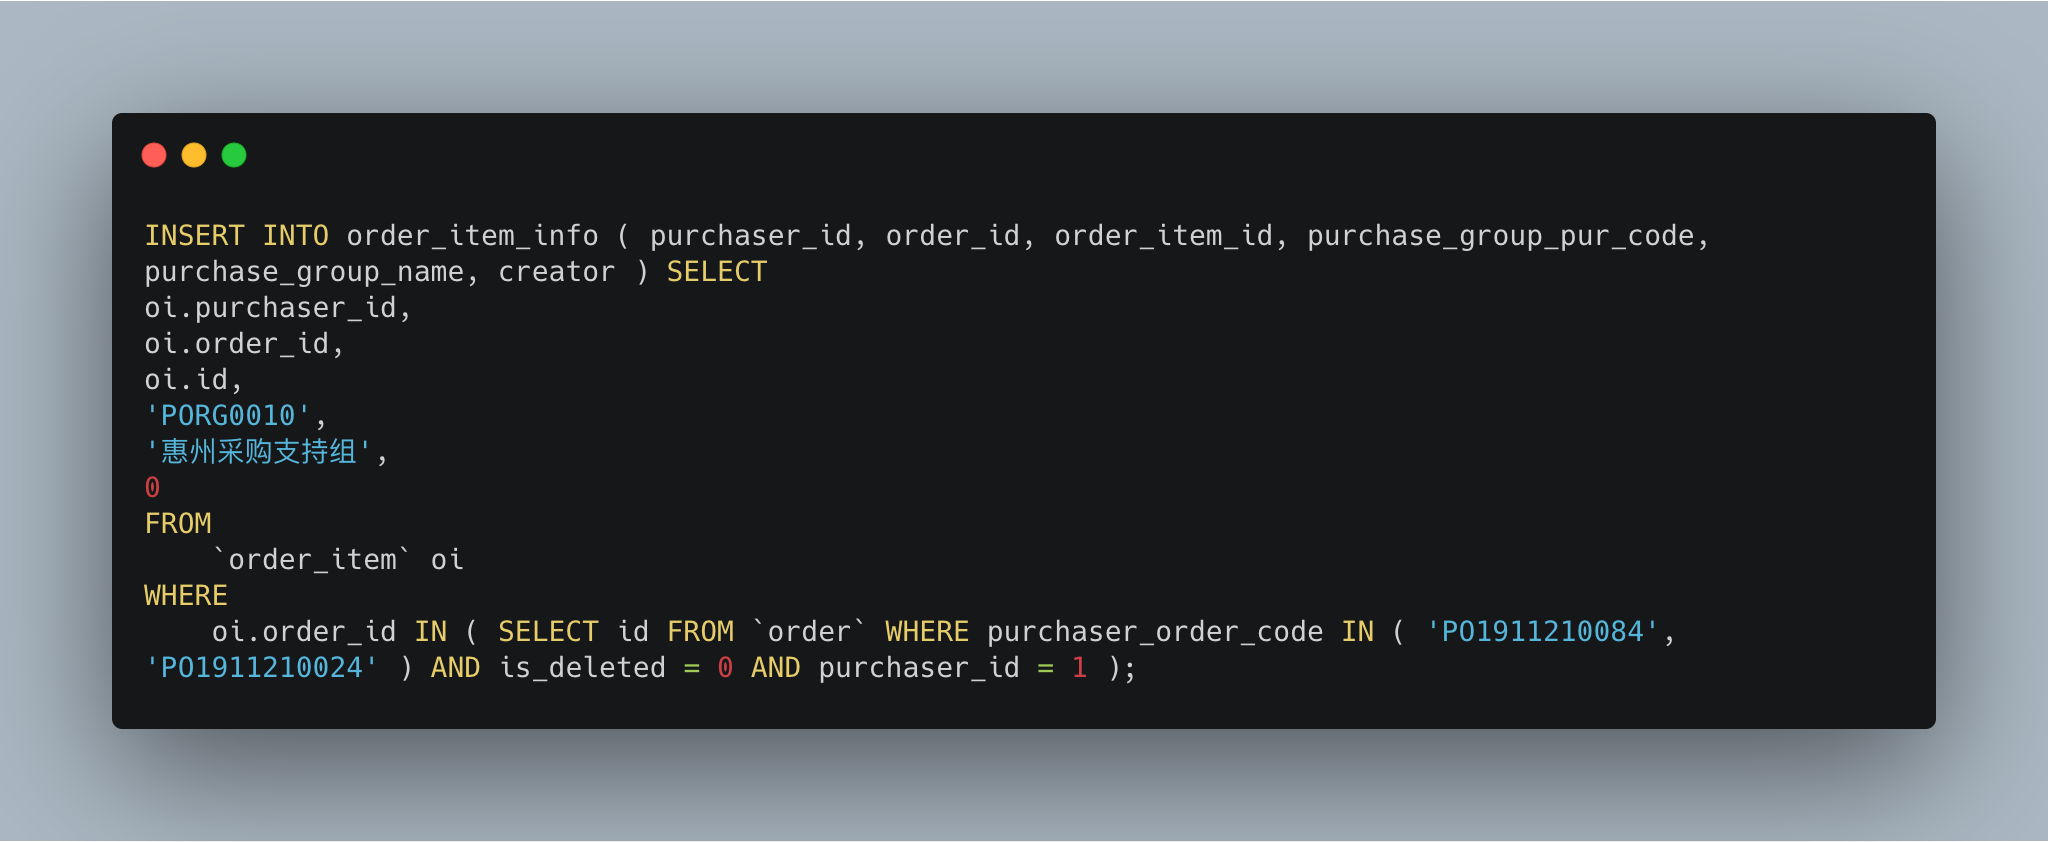 INSERT INTO order_item_info ( purchaser_id, order_id, order_item_id, purchase_group_pur_code,
purchase_group_name, creator ) SELECT
oi.purchaser_id,
oi.order_id,
oi.id,
'PORG0010',
'惠州采购支持组',
0
FROM
    `order_item` oi
WHERE
    oi.order_id IN ( SELECT id FROM `order` WHERE purchaser_order_code IN ( 'PO1911210084',
'PO1911210024' ) AND is_deleted = 0 AND purchaser_id = 1 );